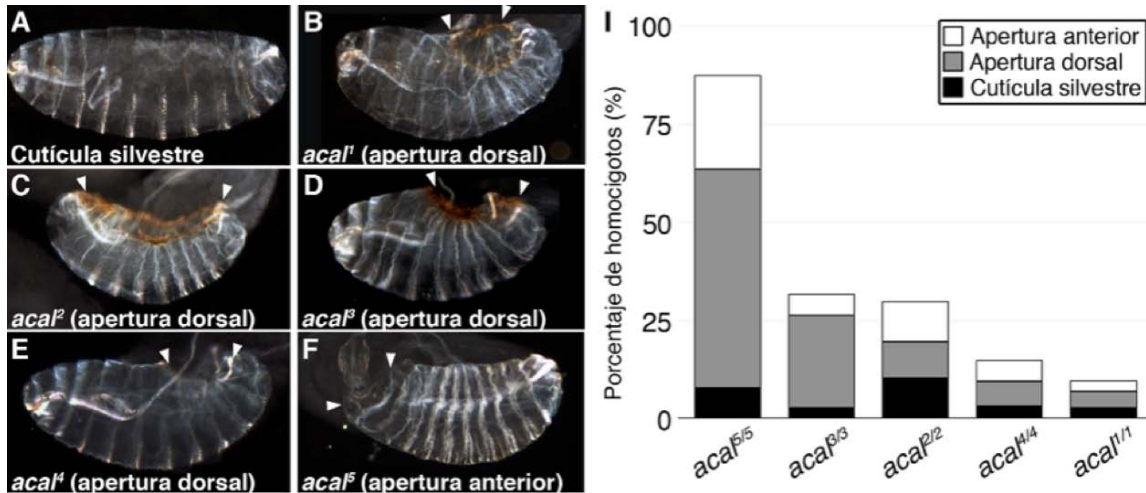 A
Cutícula silvestre
B
acal¹ (apertura dorsal)
C
acal² (apertura dorsal)
D
acal³ (apertura dorsal)
E
acal⁴ (apertura dorsal)
F
acal⁵ (apertura anterior)
I
Porcentaje de homocigotos (%)
100
75
50
25
0
Apertura anterior
Apertura dorsal
Cutícula silvestre
acal⁵/⁵
acal³/³
acal²/²
acal⁴/⁴
acal¹/¹